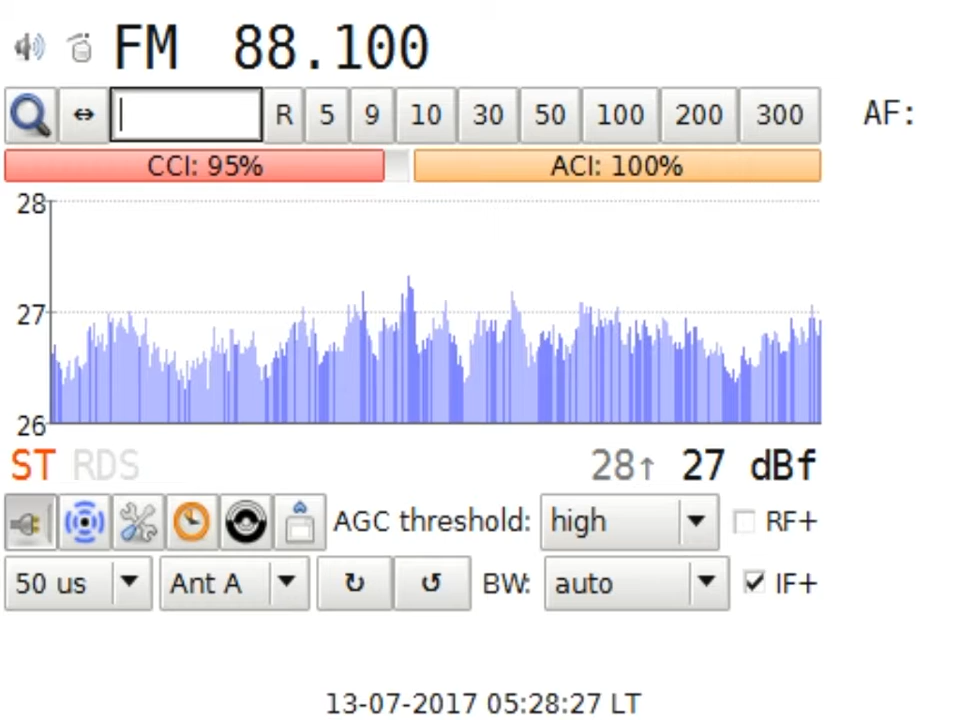 FM 88.100
R 5 9 10 30 50 100 200 300 AF:
CCI: 95% ACI: 100%
28
27
26
ST RDS 28↑ 27 dBf
AGC threshold: high RF+
50 us Ant A ↻ ↺ BW: auto IF+
13-07-2017 05:28:27 LT